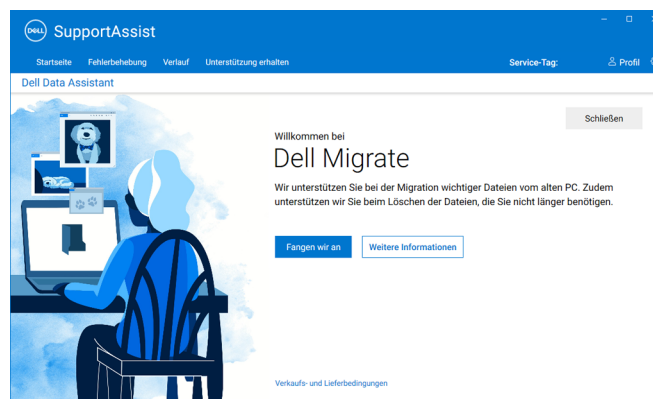 DELL SupportAssist
Startseite Fehlerbehebung Verlauf Unterstützung erhalten Service-Tag: Profil
Dell Data Assistant
Schließen
Willkommen bei
Dell Migrate
Wir unterstützen Sie bei der Migration wichtiger Dateien vom alten PC. Zudem
unterstützen wir Sie beim Löschen der Dateien, die Sie nicht länger benötigen.
Fangen wir an Weitere Informationen
Verkaufs- und Lieferbedingungen